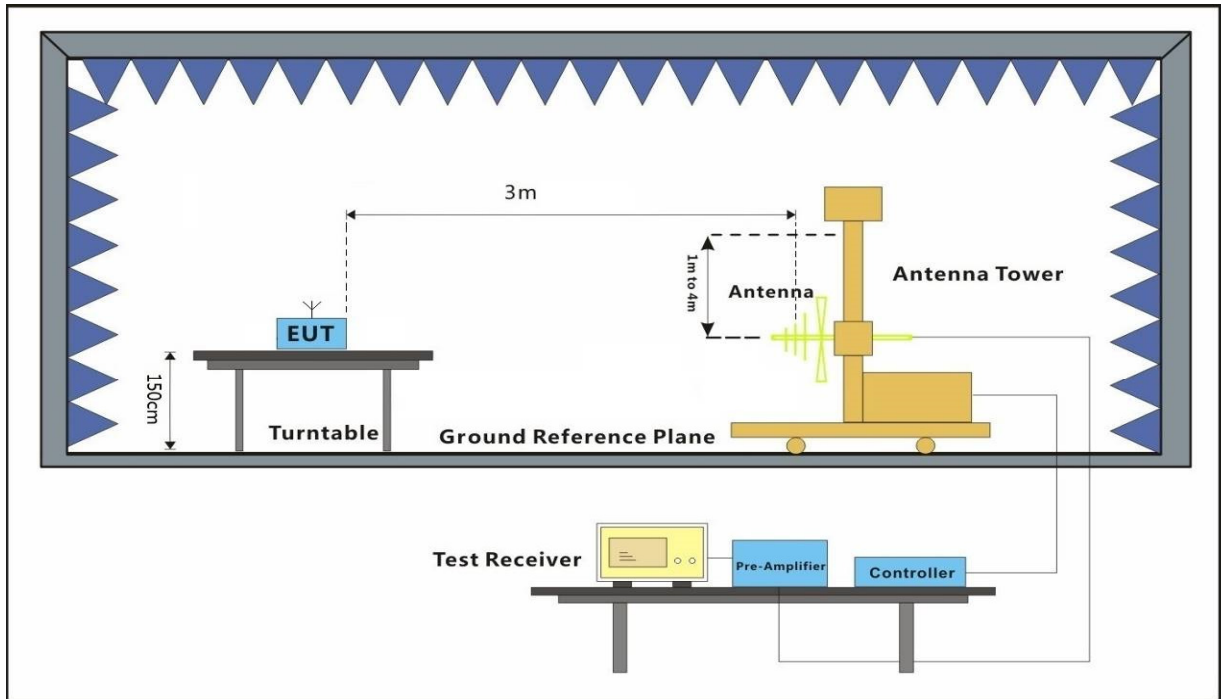 3m
1m to 4m
Antenna
Antenna Tower
EUT
150cm
Turntable
Ground Reference Plane
Test Receiver
Pre-Amplifier
Controller